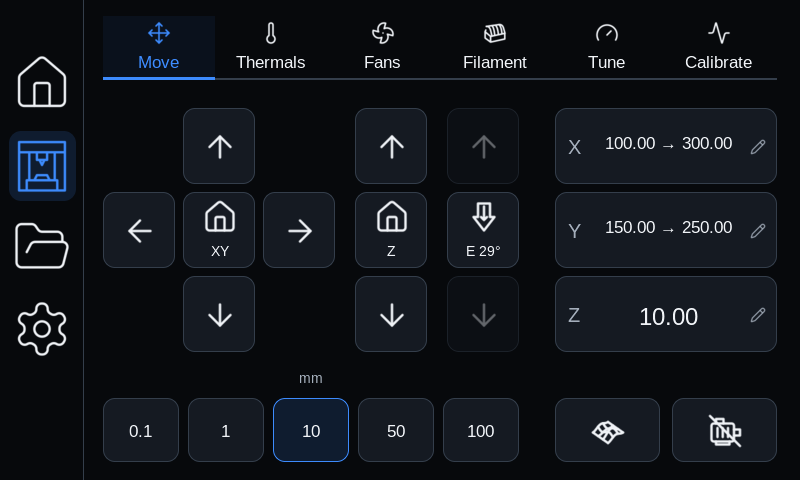 Move
Thermals
Fans
Filament
Tune
Calibrate
X
100.00 → 300.00
XY
Z
E 29°
Y
150.00 → 250.00
Z
10.00
mm
0.1
1
10
50
100